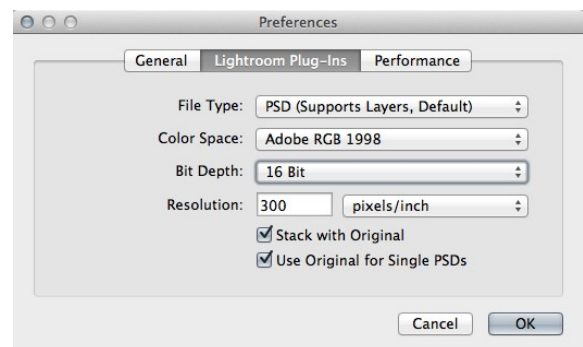 Preferences
General Lightroom Plug-Ins Performance
File Type: PSD (Supports Layers, Default)
Color Space: Adobe RGB 1998
Bit Depth: 16 Bit
Resolution: 300 pixels/inch
Stack with Original
Use Original for Single PSDs
Cancel OK